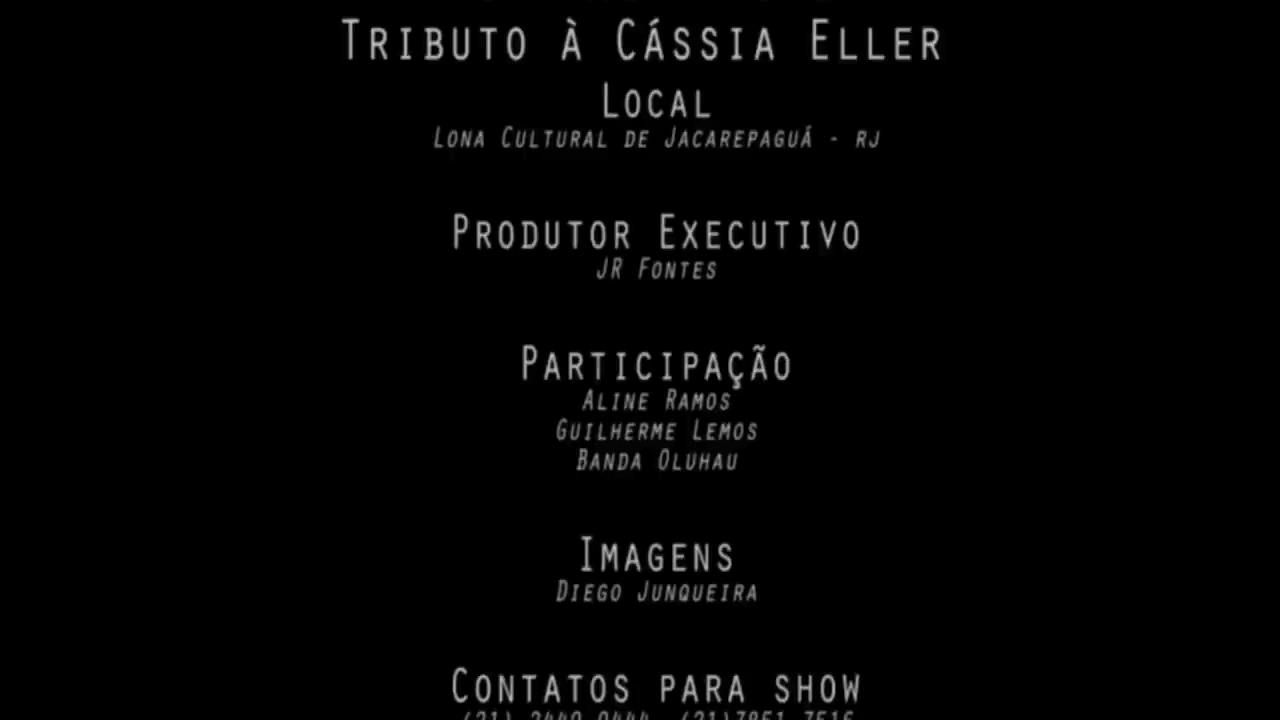 TRIBUTO À CÁSSIA ELLER
LOCAL
LONA CULTURAL DE JACAREPAGUÁ - RJ
PRODUTOR EXECUTIVO
JR FONTES
PARTICIPAÇÃO
ALINE RAMOS
GUILHERME LEMOS
BANDA OLUHAU
IMAGENS
DIEGO JUNQUEIRA
CONTATOS PARA SHOW